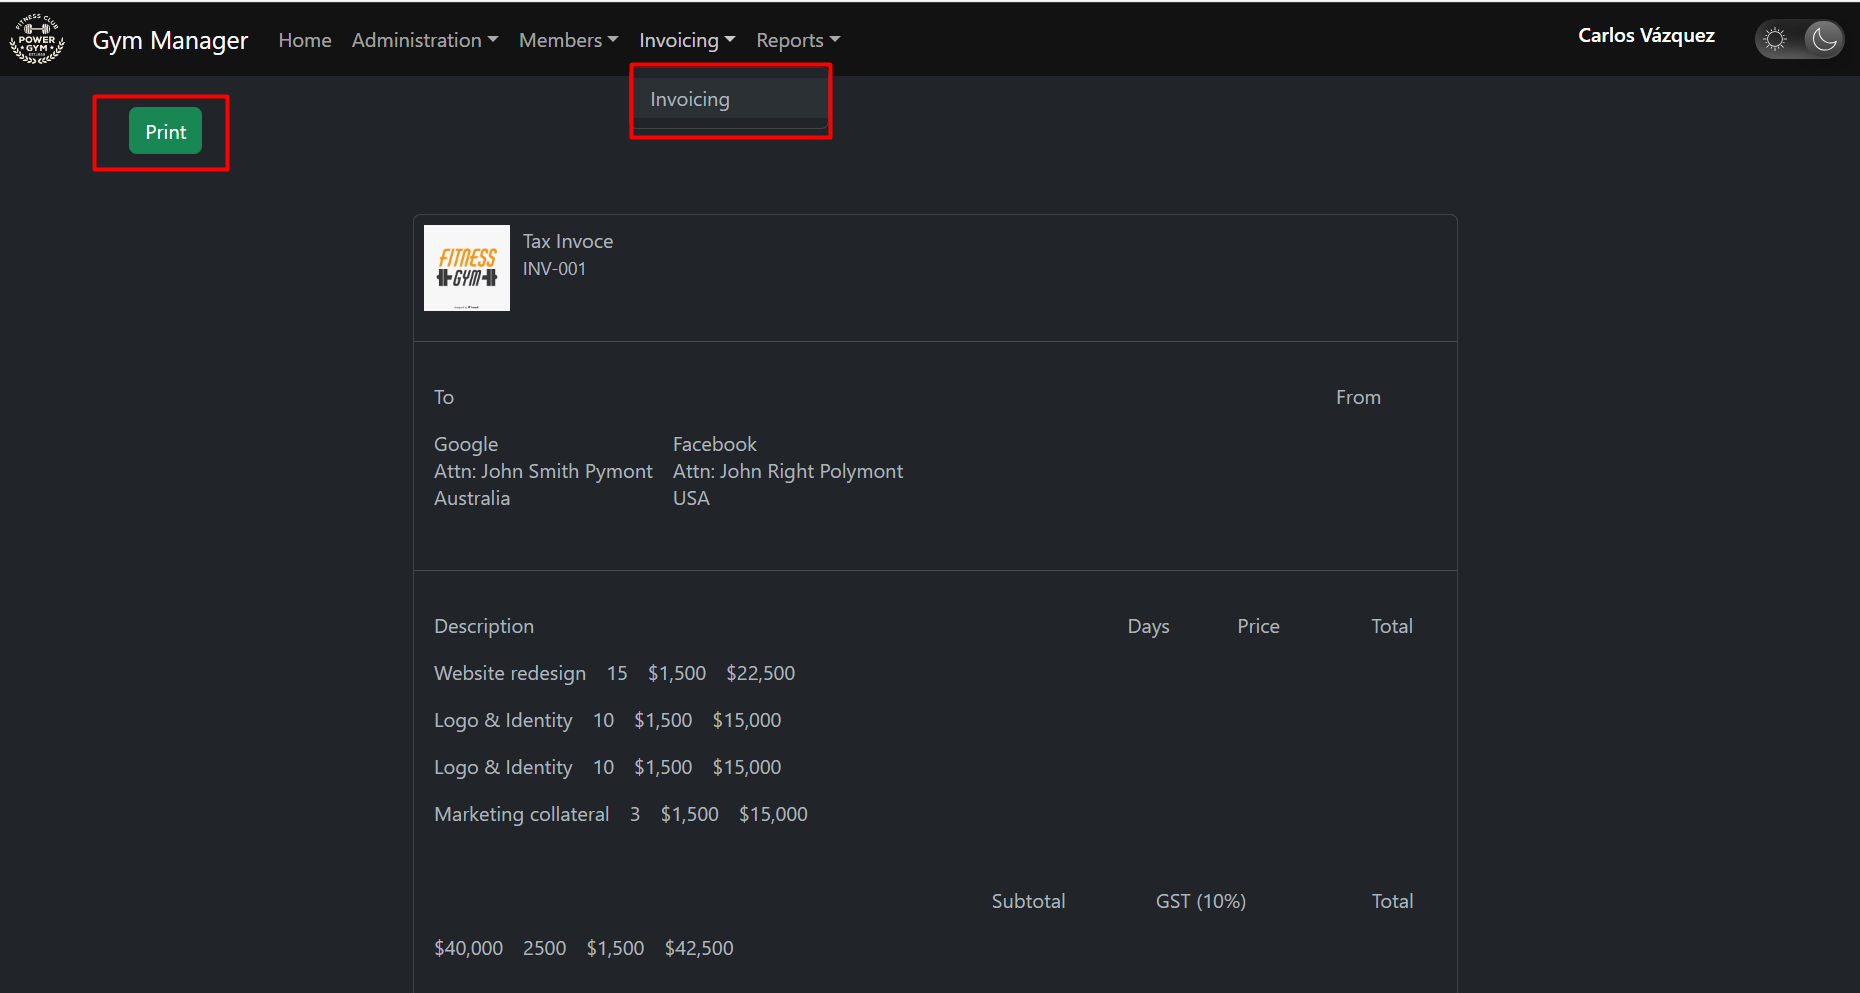 FITNESS CLUB
POWER
GYM
Gym Manager Home Administration Members Invoicing Reports Carlos Vázquez
Invoicing
Print
FITNESS
GYM
Tax Invoce
INV-001
To From
Google Facebook
Attn: John Smith Pymont Attn: John Right Polymont
Australia USA
Description Days Price Total
Website redesign 15 $1,500 $22,500
Logo & Identity 10 $1,500 $15,000
Logo & Identity 10 $1,500 $15,000
Marketing collateral 3 $1,500 $15,000
Subtotal GST (10%) Total
$40,000 2500 $1,500 $42,500